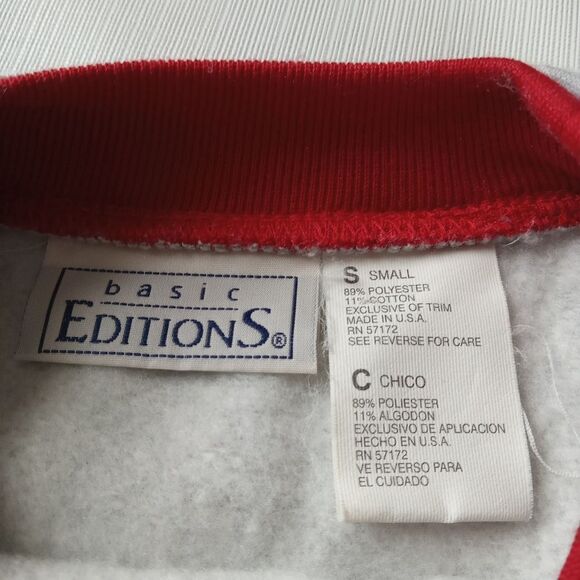 basic
EDITIONS®
S SMALL
89% POLYESTER
11% COTTON
EXCLUSIVE OF TRIM
MADE IN U.S.A.
RN 57172
SEE REVERSE FOR CARE
C CHICO
89% POLIESTER
11% ALGODON
EXCLUSIVO DE APLICACION
HECHO EN U.S.A.
RN 57172
VE REVERSO PARA
EL CUIDADO